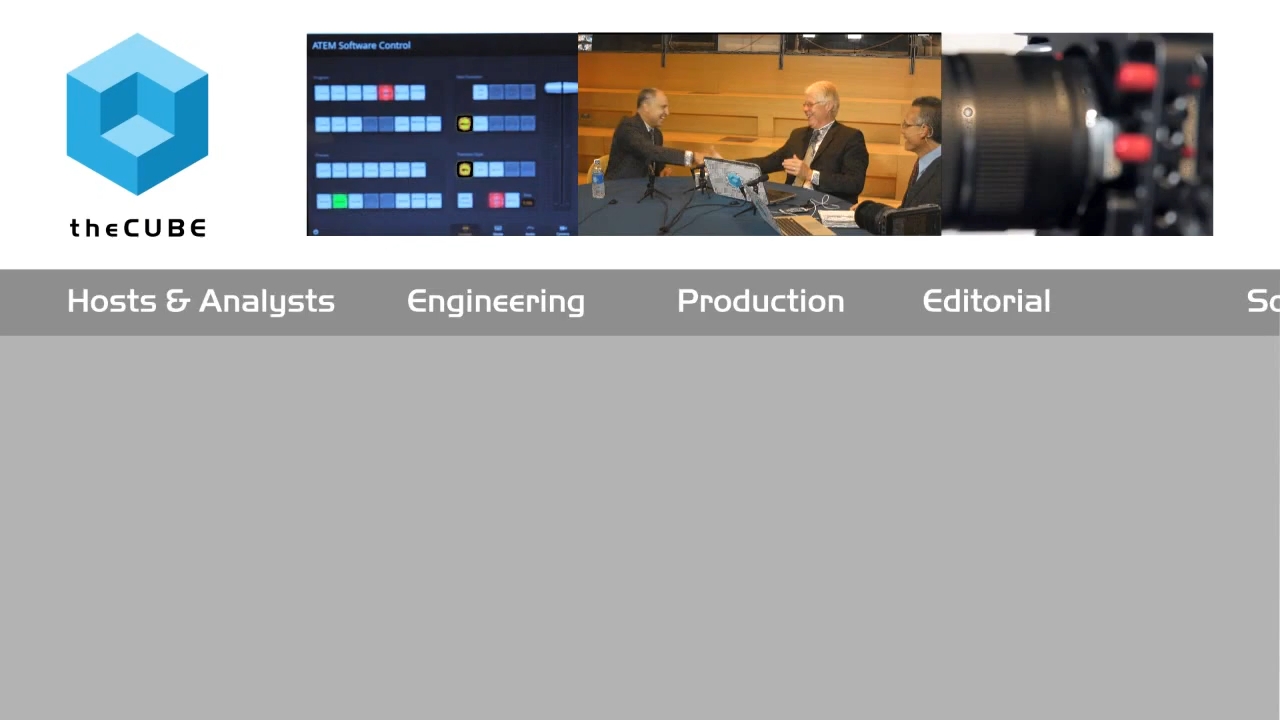 ATEM Software Control
theCUBE
Hosts & Analysts
Engineering
Production
Editorial